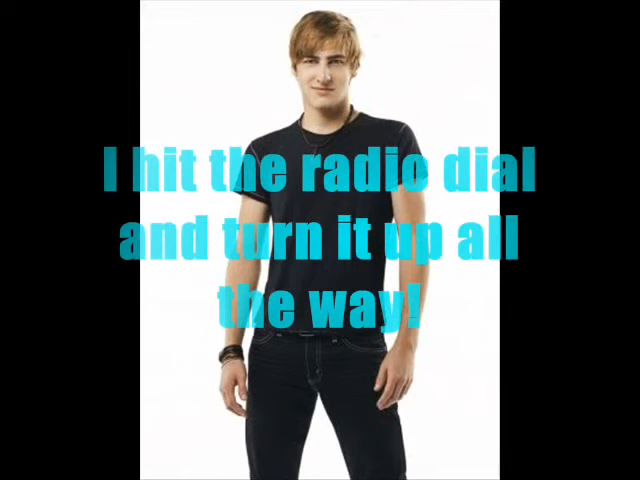 I hit the radio dial
and turn it up all
the way!